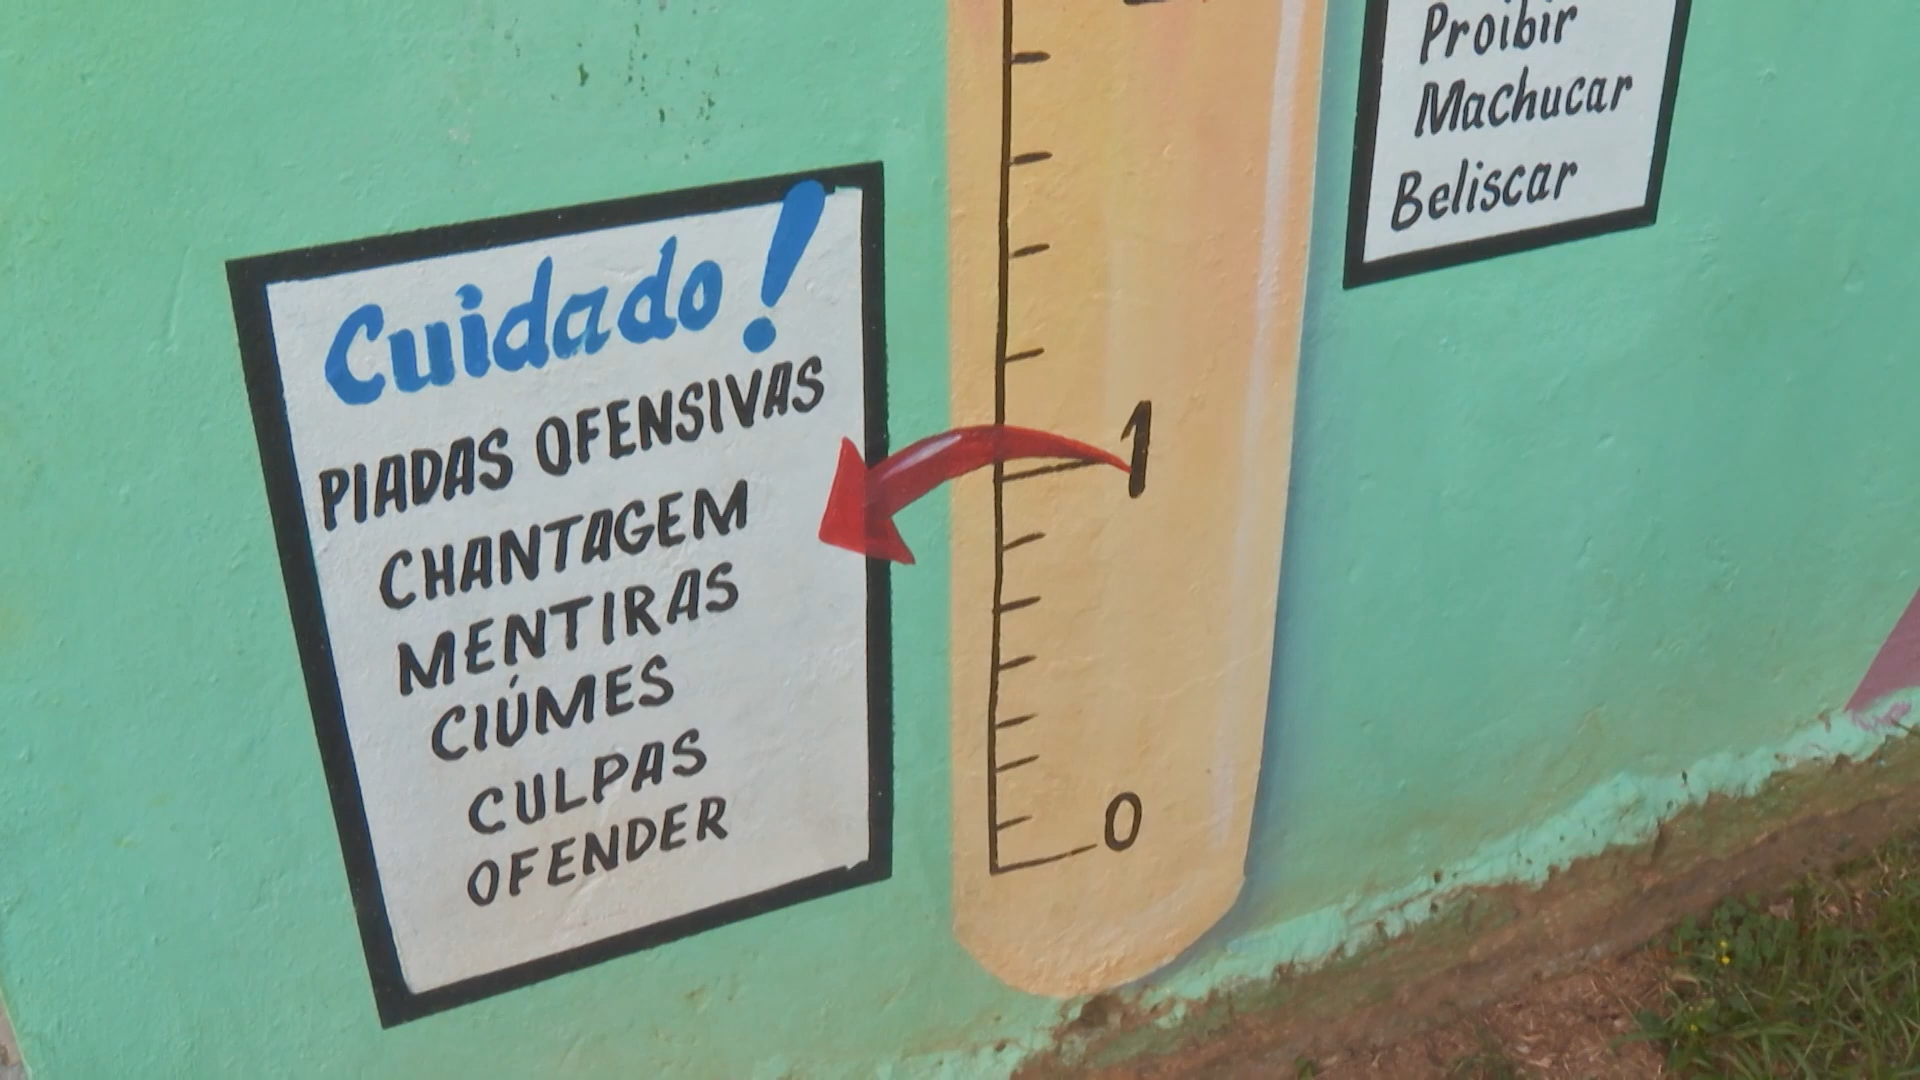 Cuidado!
PIADAS OFENSIVAS
CHANTAGEM
MENTIRAS
CIÚMES
CULPAS
OFENDER
1
0
Proibir
Machucar
Beliscar